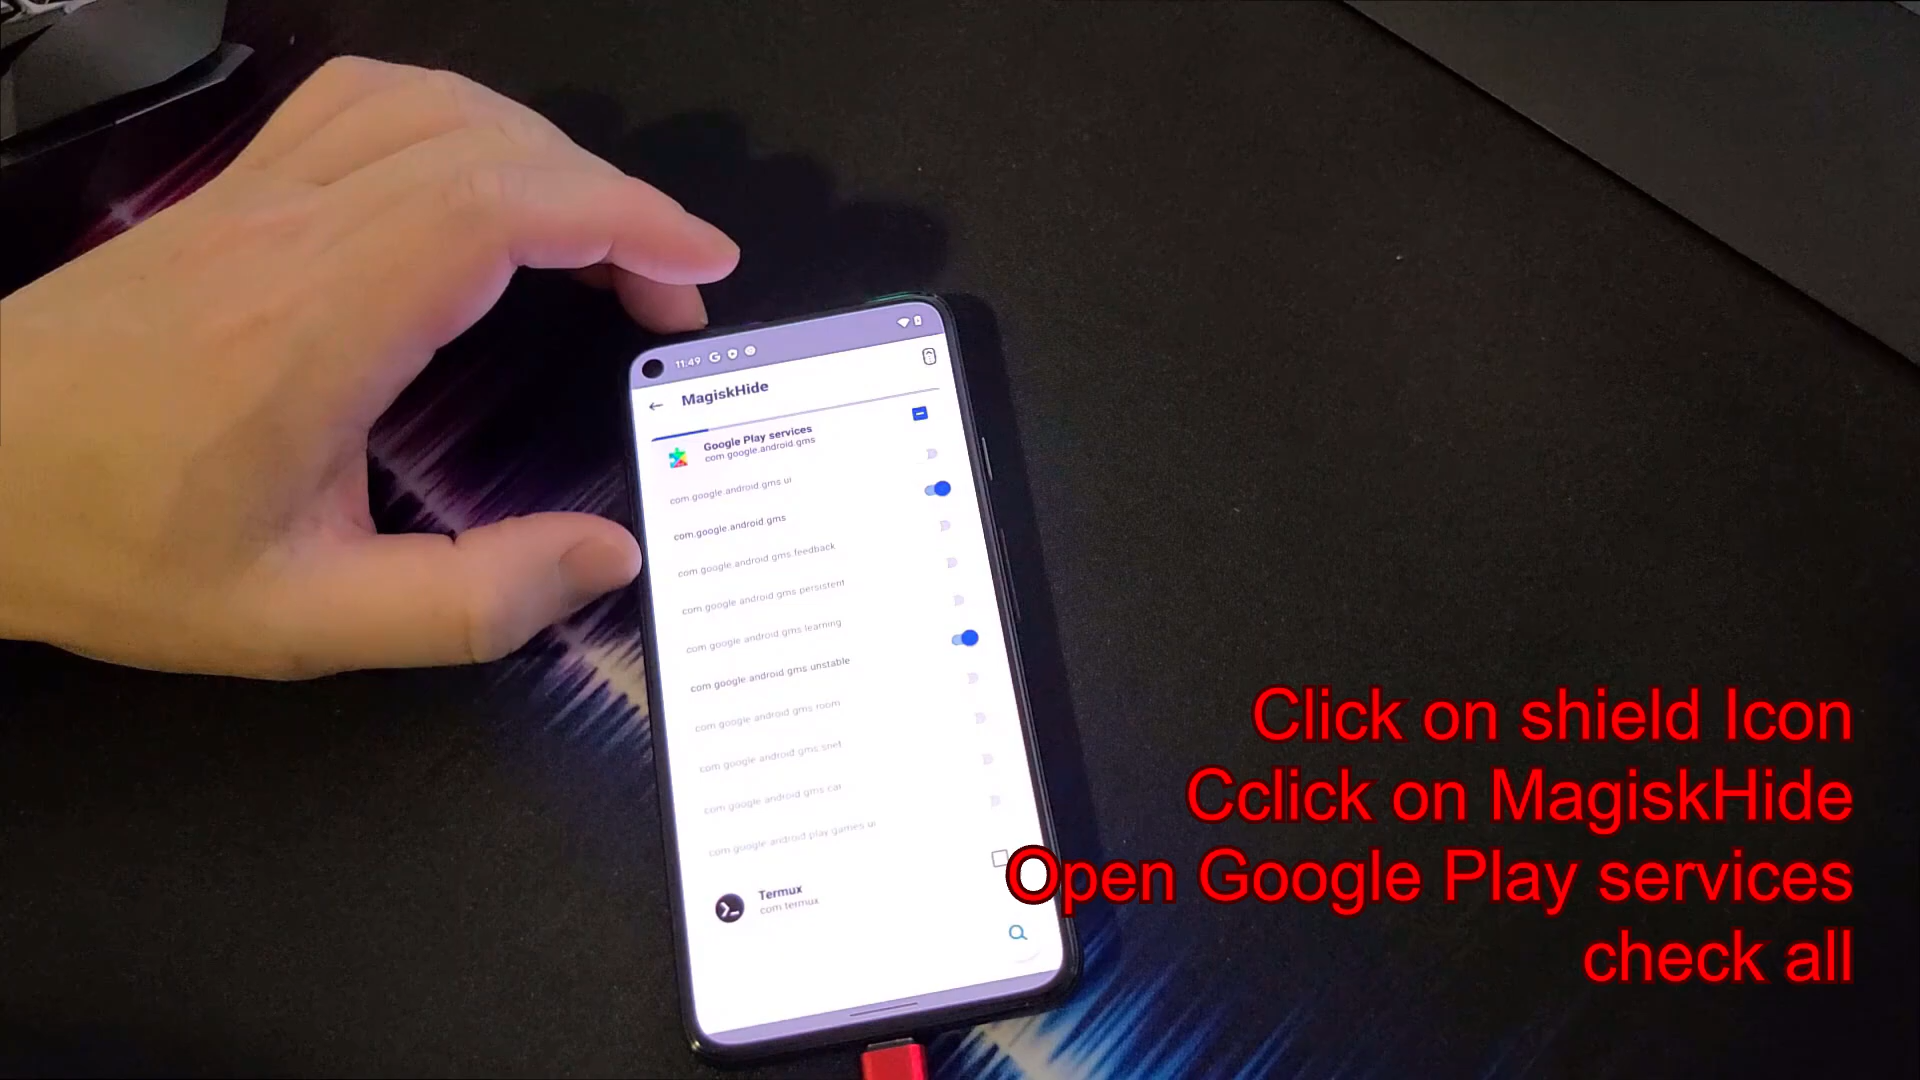 11:49
MagiskHide
Google Play services
com.google.android.gms
com.google.android.gms.ui
com.google.android.gms
com.google.android.gms.feedback
com.google.android.gms.persistent
com.google.android.gms.learning
com.google.android.gms.unstable
com.google.android.gms.room
com.google.android.gms.snet
com.google.android.gms.car
com.google.android.play.games.ui
Termux
com.termux
Click on shield Icon
Cclick on MagiskHide
Open Google Play services
check all